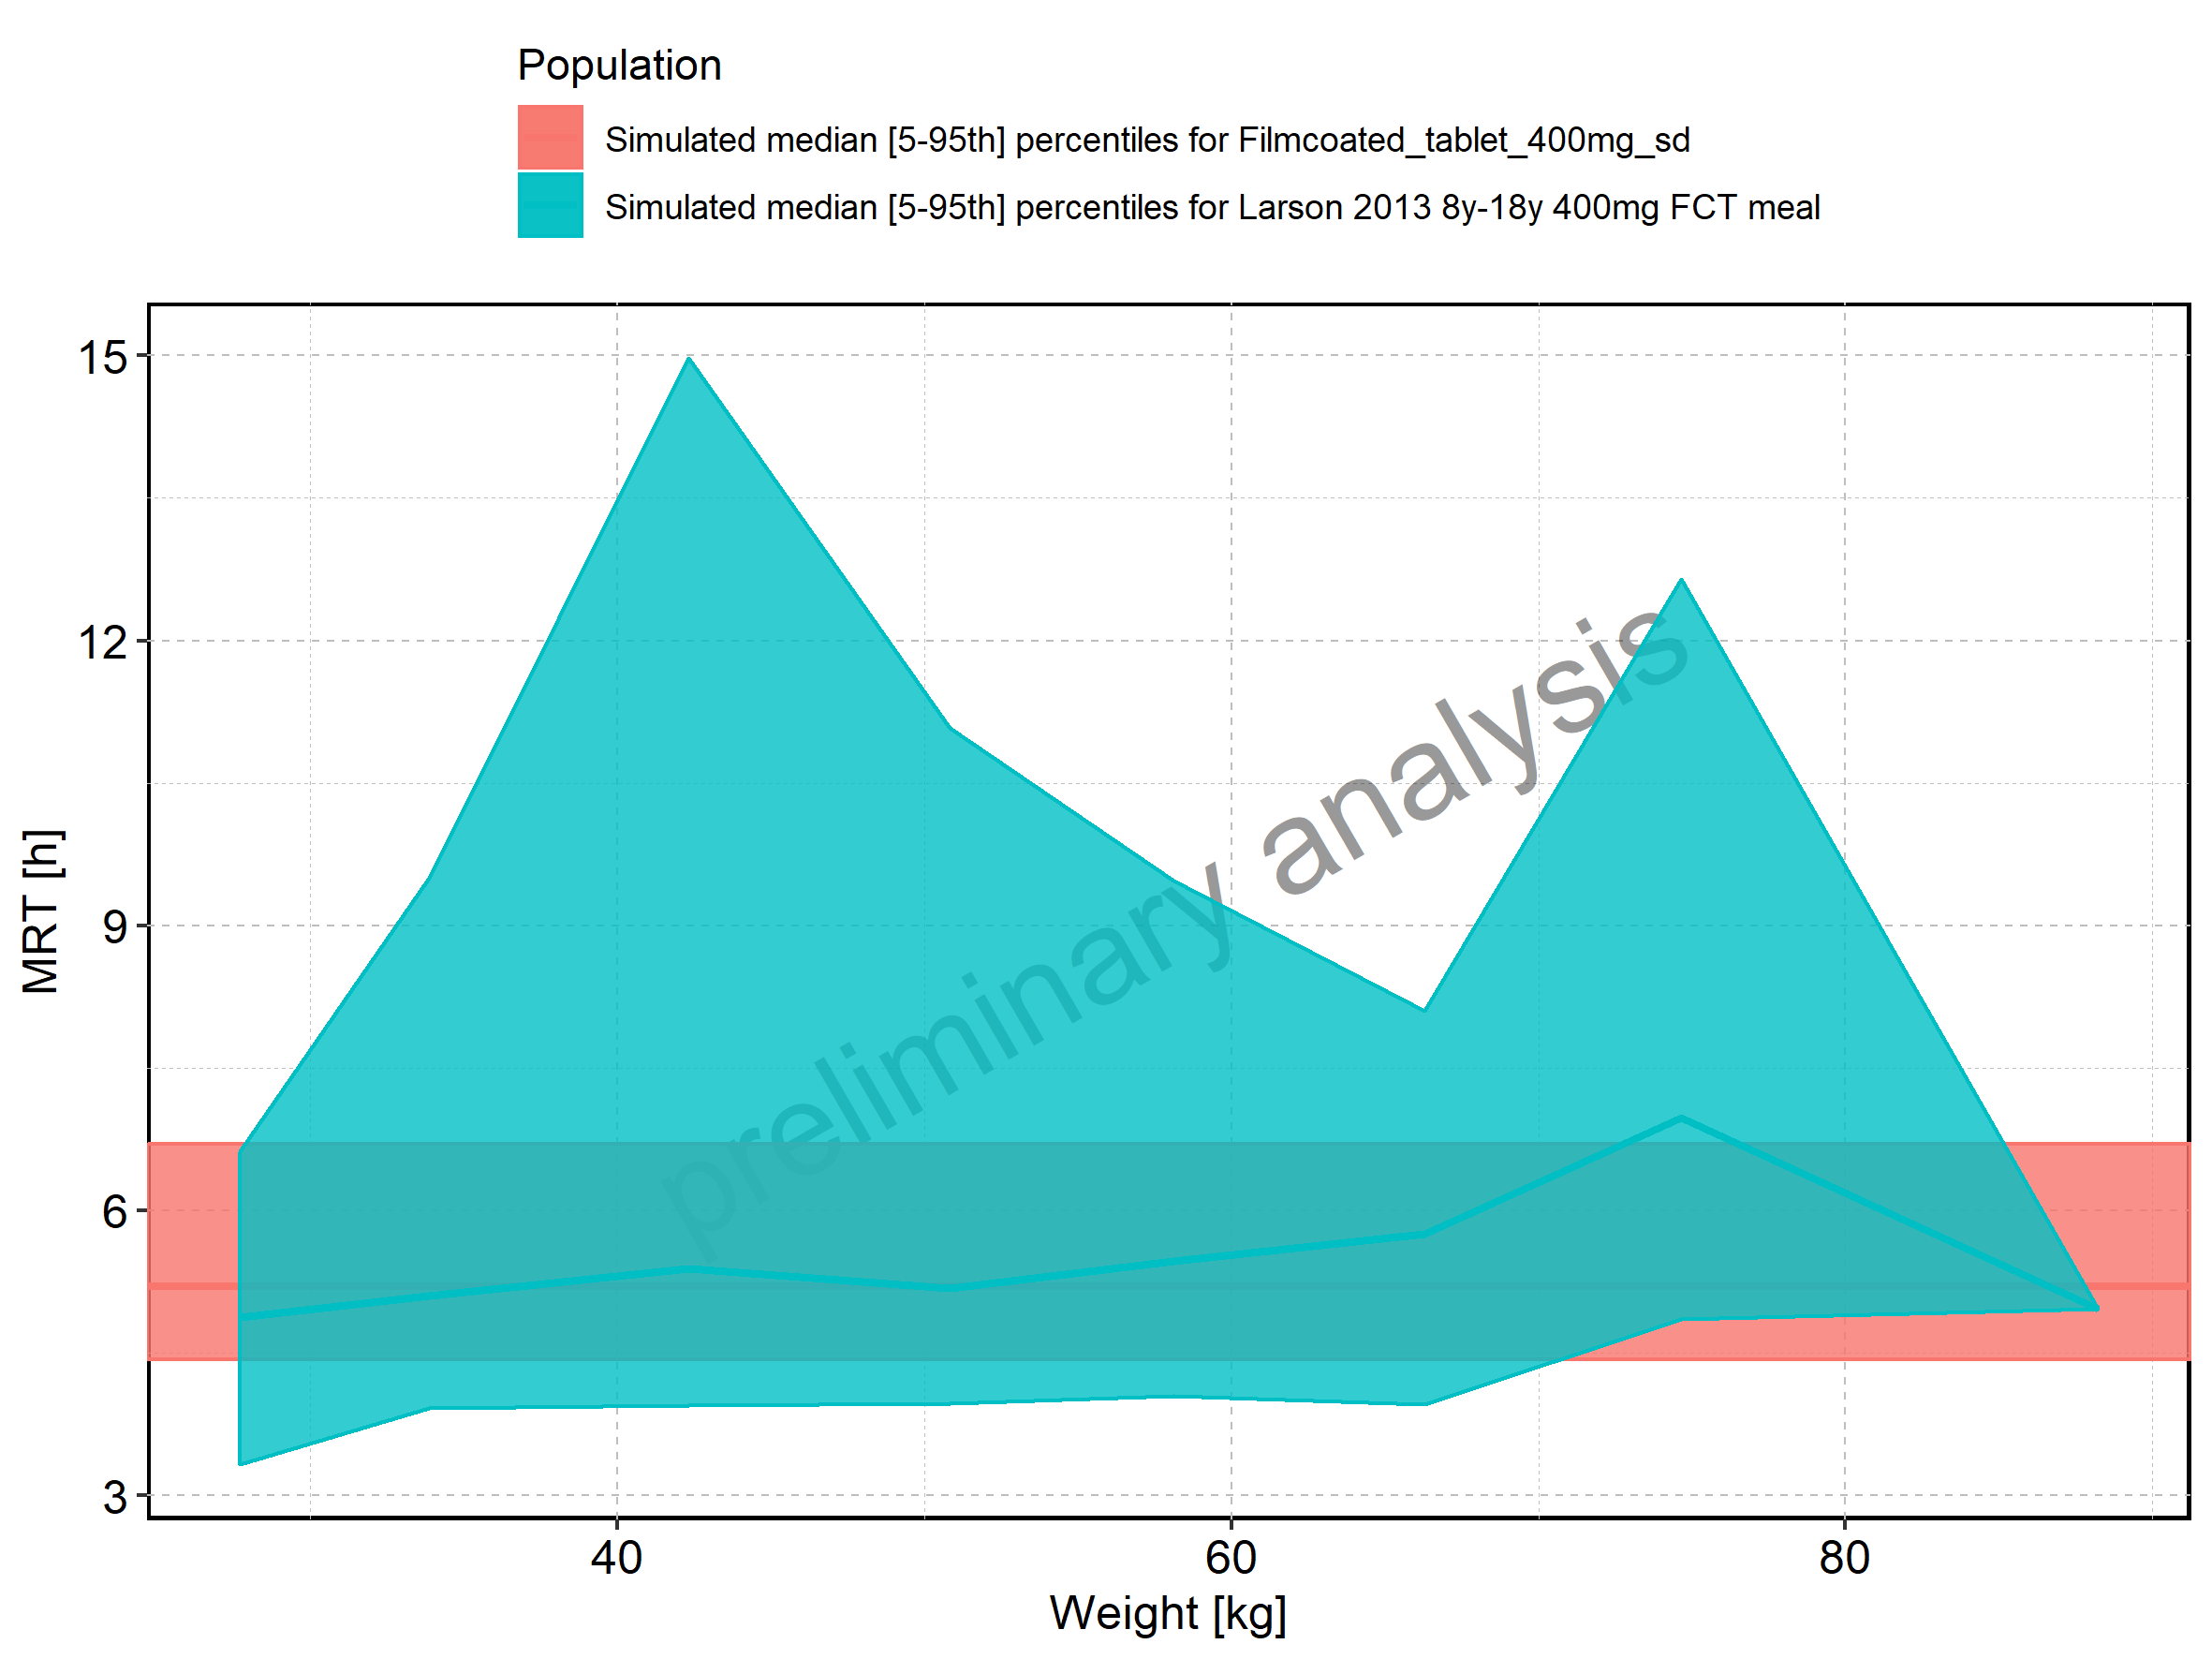 Population
Simulated median [5-95th] percentiles for Filmcoated_tablet_400mg_sd
Simulated median [5-95th] percentiles for Larson 2013 8y-18y 400mg FCT meal
15
12
9
6
3
MRT [h]
preliminary analysis
40 60 80
Weight [kg]